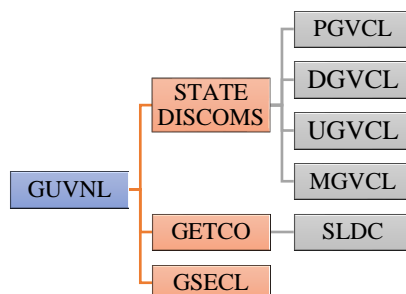 GUVNL
STATE
DISCOMS
PGVCL
DGVCL
UGVCL
MGVCL
GETCO
SLDC
GSECL